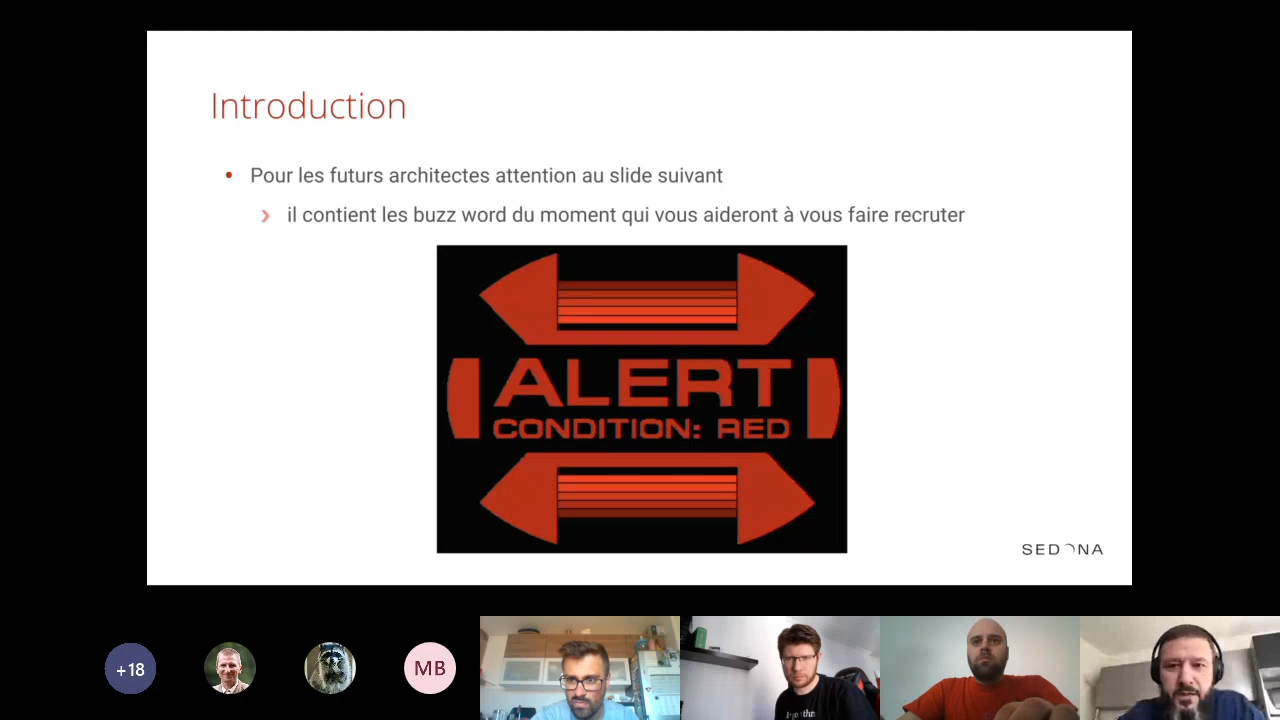 Introduction
Pour les futurs architectes attention au slide suivant
il contient les buzz word du moment qui vous aideront à vous faire recruter
ALERT
CONDITION: RED
SEDONA
+18
MB